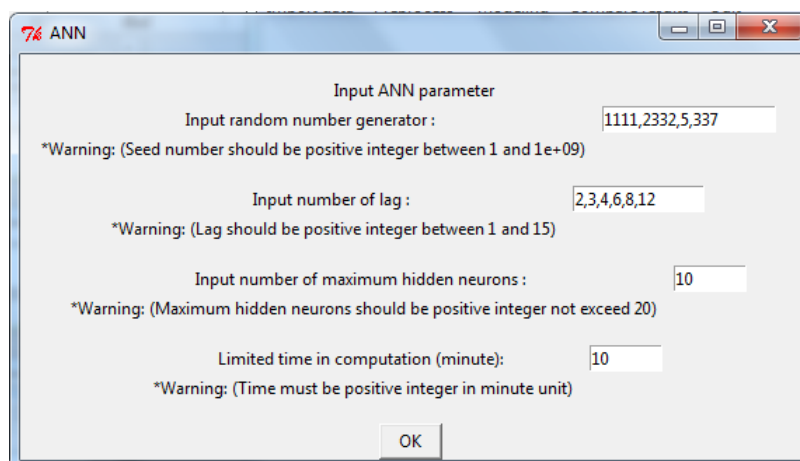 ANN
Input ANN parameter
Input random number generator : 1111,2332,5,337
*Warning: (Seed number should be positive integer between 1 and 1e+09)
Input number of lag : 2,3,4,6,8,12
*Warning: (Lag should be positive integer between 1 and 15)
Input number of maximum hidden neurons : 10
*Warning: (Maximum hidden neurons should be positive integer not exceed 20)
Limited time in computation (minute): 10
*Warning: (Time must be positive integer in minute unit)
OK